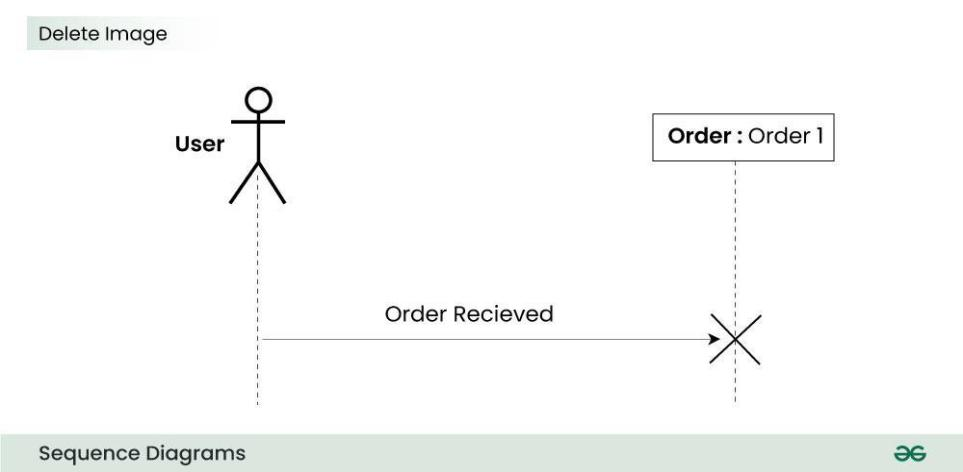 Delete Image
User
Order : Order 1
Order Recieved
Sequence Diagrams